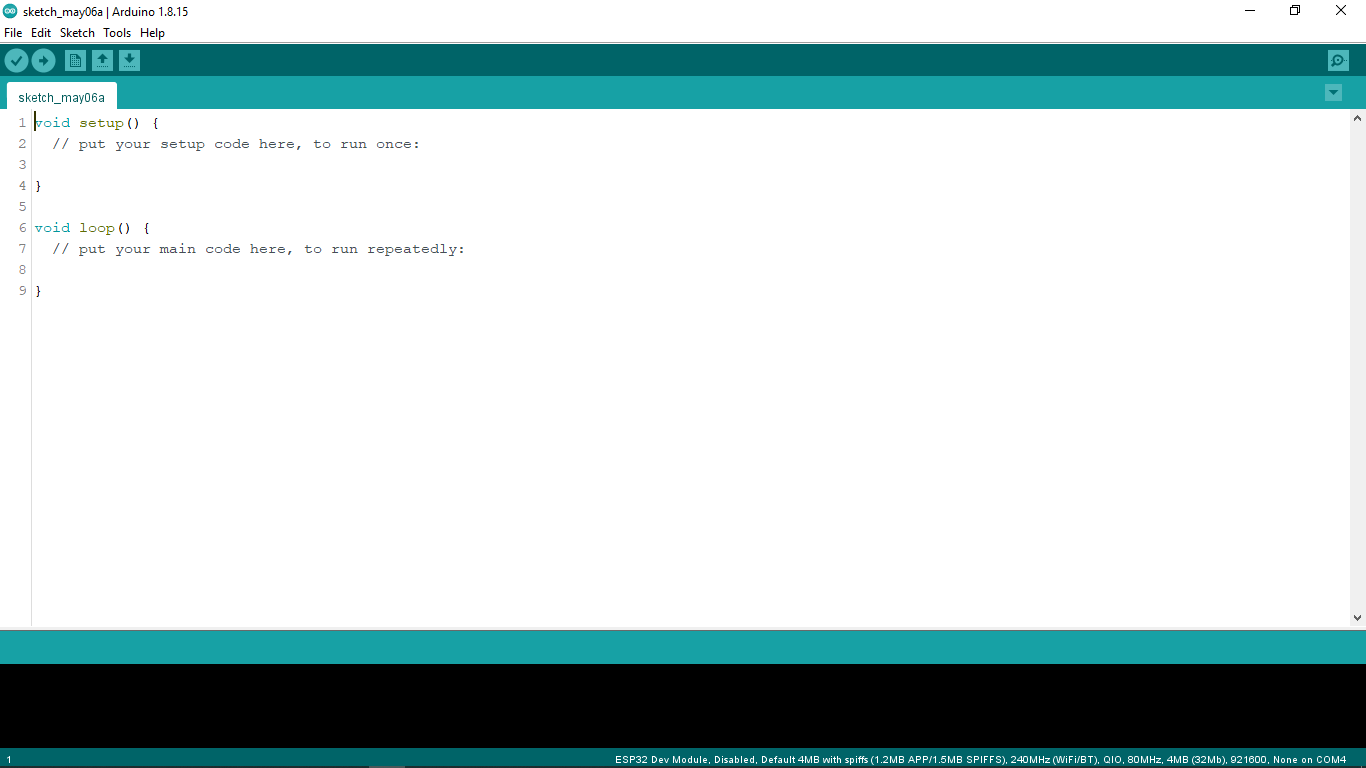 sketch_may06a | Arduino 1.8.15
File Edit Sketch Tools Help
sketch_may06a
1 void setup() {
2   // put your setup code here, to run once:
3
4 }
5
6 void loop() {
7   // put your main code here, to run repeatedly:
8
9 }
1 ESP32 Dev Module, Disabled, Default 4MB with spiffs (1.2MB APP/1.5MB SPIFFS), 240MHz (WiFi/BT), QIO, 80MHz, 4MB (32Mb), 921600, None on COM4